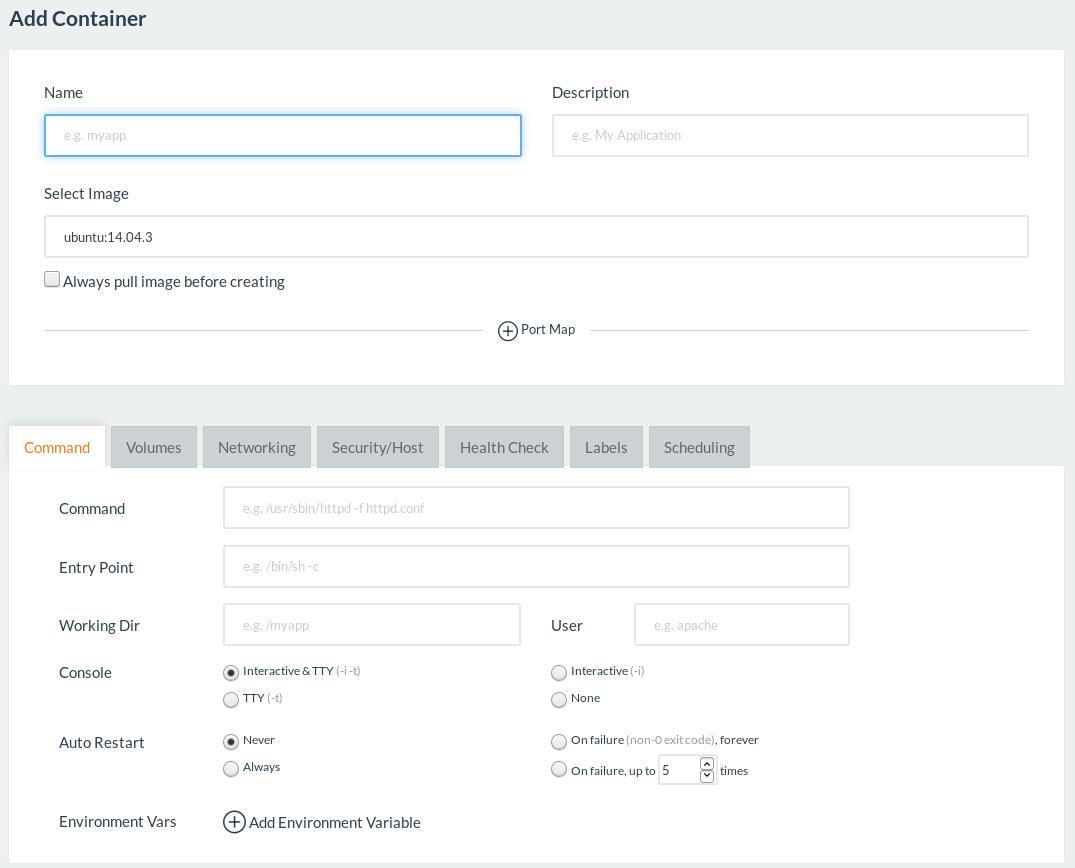 Add Container
Name Description
e.g. myapp e.g. My Application
Select Image
ubuntu:14.04.3
Always pull image before creating
Port Map
Command Volumes Networking Security/Host Health Check Labels Scheduling
Command e.g. /usr/sbin/httpd -f httpd.conf
Entry Point e.g. /bin/sh -c
Working Dir e.g. /myapp User e.g. apache
Console Interactive & TTY (-i -t) Interactive (-i)
TTY (-t) None
Auto Restart Never On failure (non-0 exit code), forever
Always On failure, up to 5 times
Environment Vars Add Environment Variable